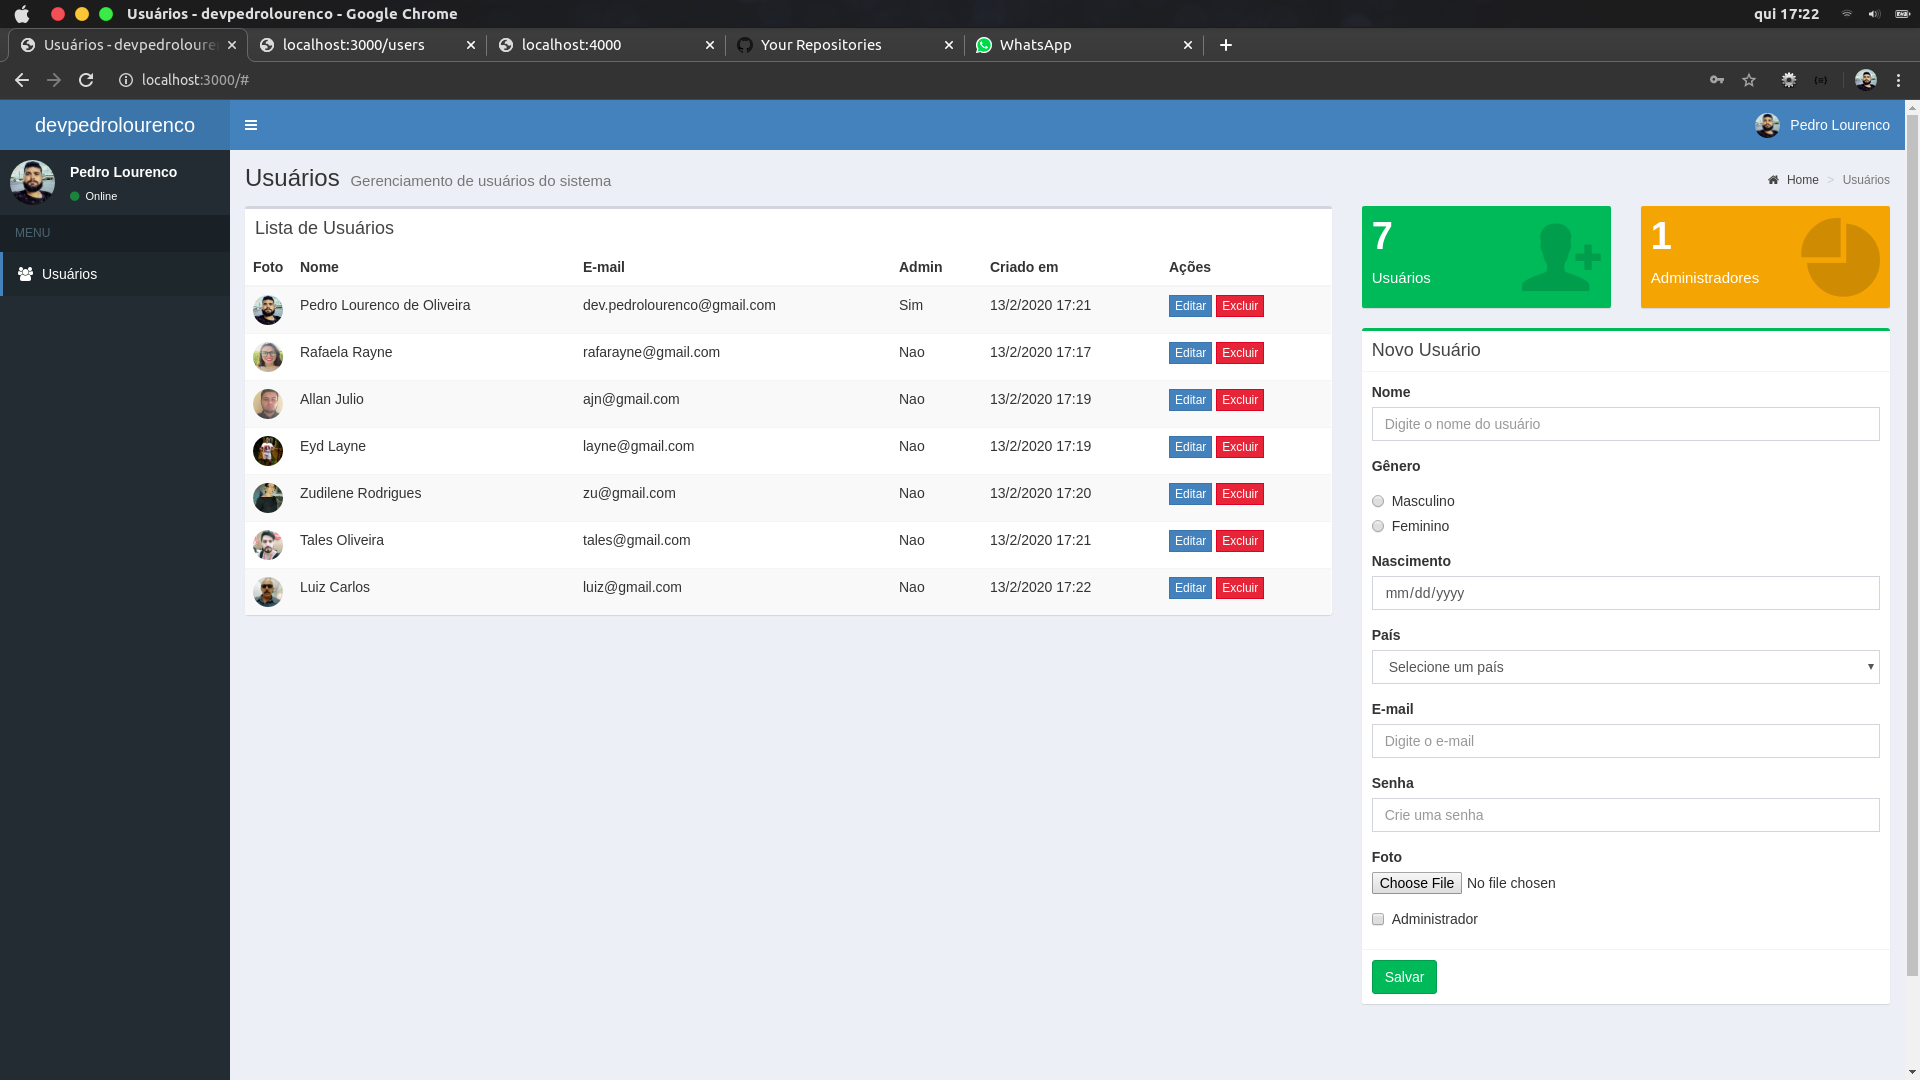 Usuários - devpedrolourenco - Google Chrome
qui 17:22
Usuários - devpedroloure
localhost:3000/users
localhost:4000
Your Repositories
WhatsApp
localhost:3000/#
devpedrolourenco
Pedro Lourenco
Pedro Lourenco
Online
MENU
Usuários
Usuários Gerenciamento de usuários do sistema
Home > Usuários
Lista de Usuários
Foto Nome E-mail Admin Criado em Ações
Pedro Lourenco de Oliveira dev.pedrolourenco@gmail.com Sim 13/2/2020 17:21 Editar Excluir
Rafaela Rayne rafarayne@gmail.com Nao 13/2/2020 17:17 Editar Excluir
Allan Julio ajn@gmail.com Nao 13/2/2020 17:19 Editar Excluir
Eyd Layne layne@gmail.com Nao 13/2/2020 17:19 Editar Excluir
Zudilene Rodrigues zu@gmail.com Nao 13/2/2020 17:20 Editar Excluir
Tales Oliveira tales@gmail.com Nao 13/2/2020 17:21 Editar Excluir
Luiz Carlos luiz@gmail.com Nao 13/2/2020 17:22 Editar Excluir
7
Usuários
1
Administradores
Novo Usuário
Nome
Digite o nome do usuário
Gênero
Masculino
Feminino
Nascimento
mm/dd/yyyy
País
Selecione um país
E-mail
Digite o e-mail
Senha
Crie uma senha
Foto
Choose File No file chosen
Administrador
Salvar